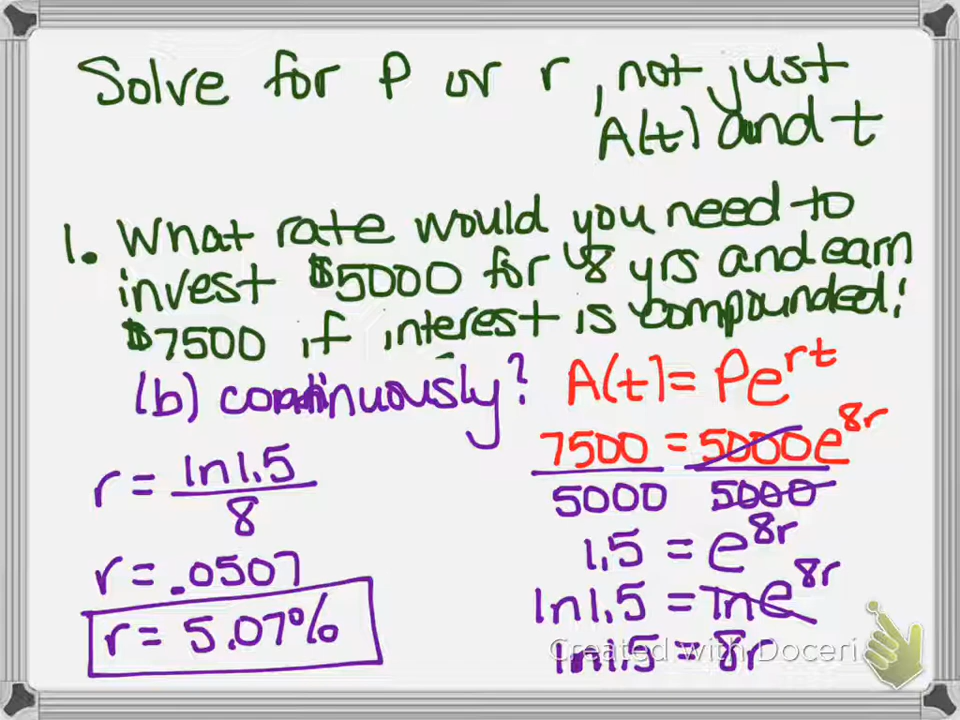 Solve for P or r, not just
A(t) and t
1. What rate would you need to
invest $5000 for 8 yrs and earn
$7500 if interest is compounded:
(b) continuously?
A(t) = Pe^rt
7500 = 5000e^8r
5000 5000
1.5 = e^8r
ln1.5 = lne^8r
ln1.5 = 8r
r = ln1.5
8
r = .0507
r = 5.07%
Created with Doceri